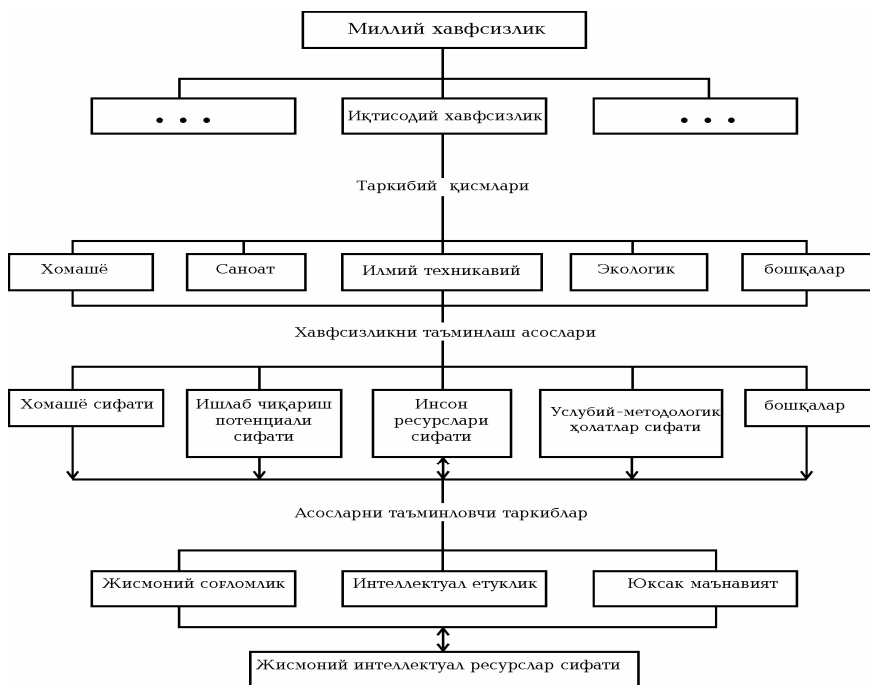 Миллий хавфсизлик
• • •
Иқтисодий хавфсизлик
• • •
Таркибий қисмлари
Хомашё
Саноат
Илмий техникавий
Экологик
бошқалар
Хавфсизликни таъминлаш асослари
Хомашё сифати
Ишлаб чиқариш
потенциали
сифати
Инсон
ресурслари
сифати
Услубий-методологик
ҳолатлар сифати
бошқалар
Асосларни таъминловчи таркиблар
Жисмоний соғломлик
Интеллектуал етуклик
Юксак маънавият
Жисмоний интеллектуал ресурслар сифати